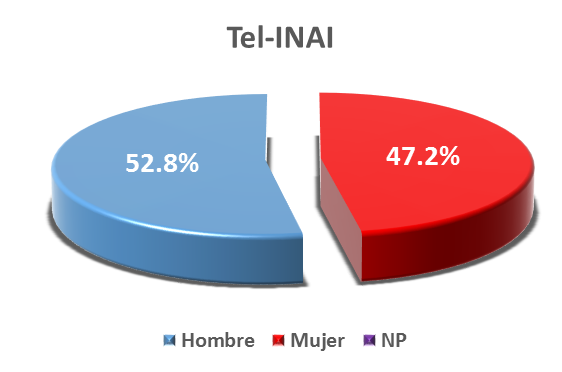 Tel-INAI
52.8%
47.2%
Hombre Mujer NP